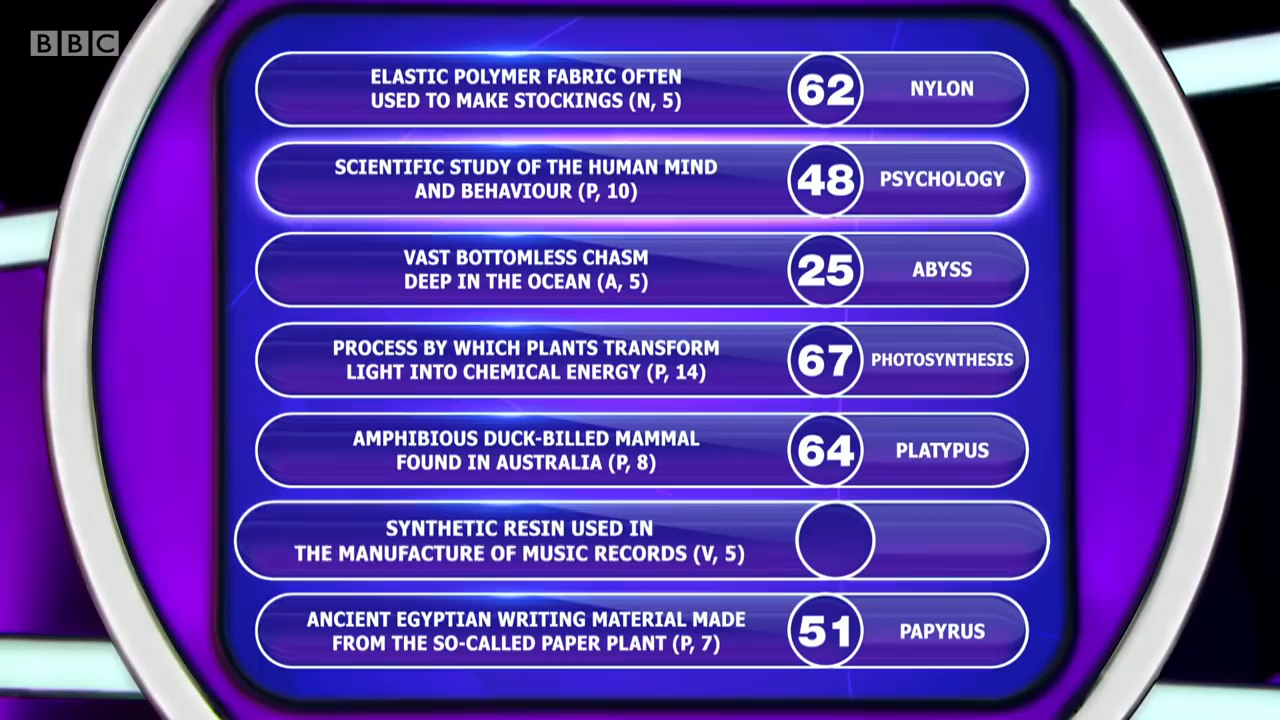 BBC
ELASTIC POLYMER FABRIC OFTEN
USED TO MAKE STOCKINGS (N, 5)
62
NYLON
SCIENTIFIC STUDY OF THE HUMAN MIND
AND BEHAVIOUR (P, 10)
48
PSYCHOLOGY
VAST BOTTOMLESS CHASM
DEEP IN THE OCEAN (A, 5)
25
ABYSS
PROCESS BY WHICH PLANTS TRANSFORM
LIGHT INTO CHEMICAL ENERGY (P, 14)
67
PHOTOSYNTHESIS
AMPHIBIOUS DUCK-BILLED MAMMAL
FOUND IN AUSTRALIA (P, 8)
64
PLATYPUS
SYNTHETIC RESIN USED IN
THE MANUFACTURE OF MUSIC RECORDS (V, 5)
ANCIENT EGYPTIAN WRITING MATERIAL MADE
FROM THE SO-CALLED PAPER PLANT (P, 7)
51
PAPYRUS